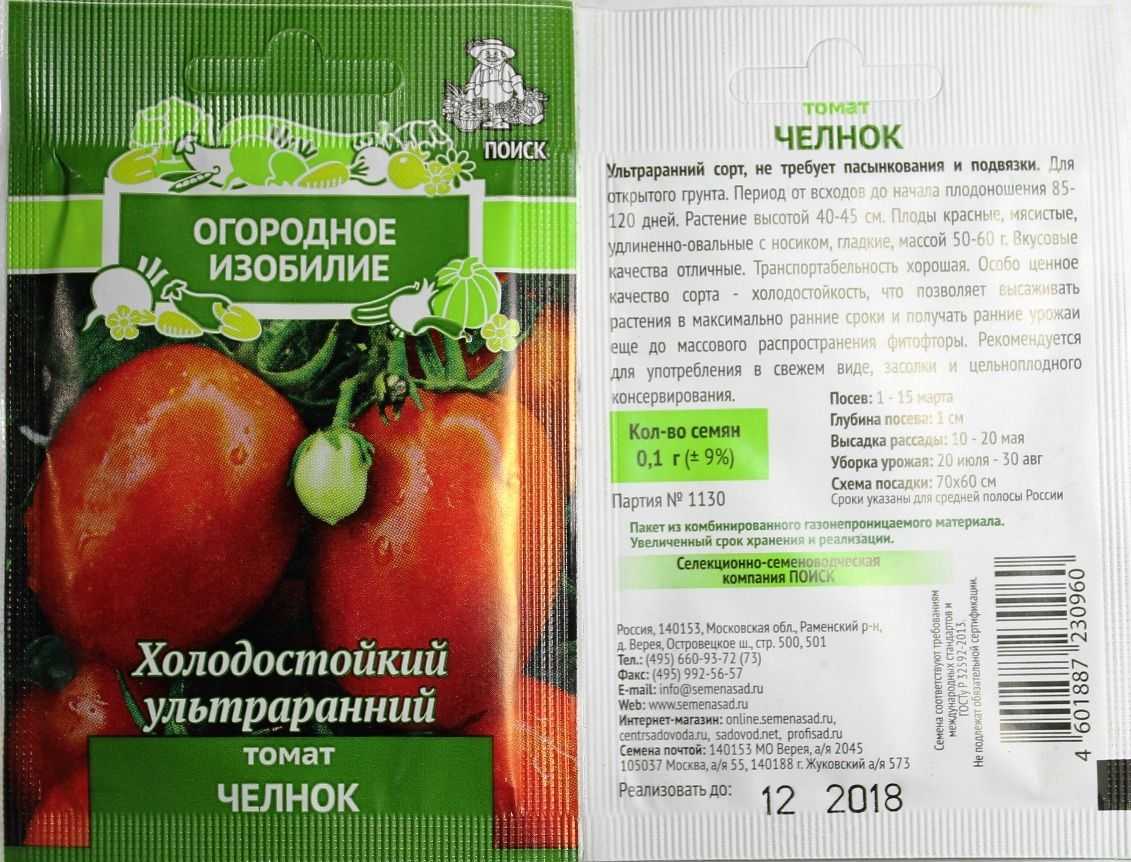 ПОИСК
ОГОРОДНОЕ
ИЗОБИЛИЕ
Холодостойкий
ультраранний
томат
ЧЕЛНОК
томат
ЧЕЛНОК
Ультраранний сорт, не требует пасынкования и подвязки. Для
открытого грунта. Период от всходов до начала плодоношения 85-
120 дней. Растение высотой 40-45 см. Плоды красные, мясистые,
удлиненно-овальные с носиком, гладкие, массой 50-60 г. Вкусовые
качества отличные. Транспортабельность хорошая. Особо ценное
качество сорта - холодостойкость, что позволяет высаживать
растения в максимально ранние сроки и получать ранние урожаи
еще до массового распространения фитофторы. Рекомендуется
для употребления в свежем виде, засолки и цельноплодного
консервирования.
Кол-во семян
0,1 г (± 9%)
Партия № 1130
Посев: 1 - 15 марта
Глубина посева: 1 см
Высадка рассады: 10 - 20 мая
Уборка урожая: 20 июля - 30 авг
Схема посадки: 70х60 см
Сроки указаны для средней полосы России
Пакет из комбинированного газонепроницаемого материала.
Увеличенный срок хранения и реализации.
Селекционно-семеноводческая
компания ПОИСК
Россия, 140153, Московская обл., Раменский р-н,
д. Верея, Островецкое ш., стр. 500, 501
Тел.: (495) 660-93-72 (73)
Факс: (495) 992-56-57
E-mail: info@semenasad.ru
Web: www.semenasad.ru
Интернет-магазин: online.semenasad.ru,
centrsadovoda.ru, sadovod.net, profisad.ru
Семена почтой: 140153 МО Верея, а/я 2045
105037 Москва, а/я 55, 140188 г. Жуковский а/я 573
Реализовать до: 12 2018
Семена соответствуют требованиям
международных стандартов и
ГОСТу Р 32592-2013.
Не подлежат обязательной сертификации.
4 601887 230960